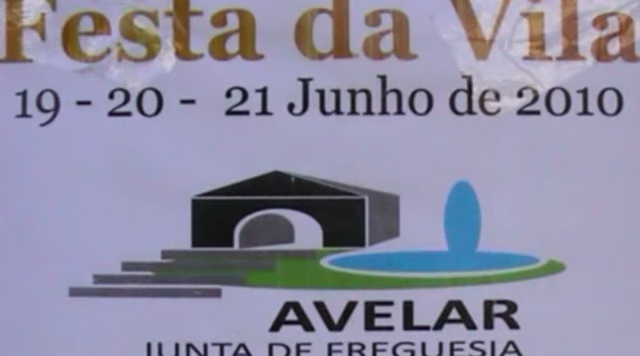 Festa da Vila
19 - 20 - 21 Junho de 2010
AVELAR
JUNTA DE FREGUESIA